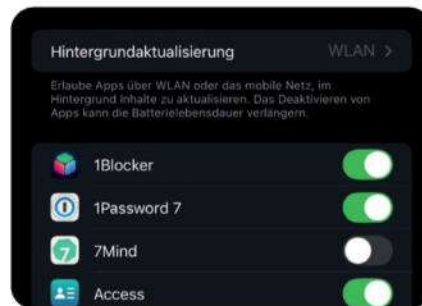 Hintergrundaktualisierung WLAN >
Erlaube Apps über WLAN oder das mobile Netz, im
Hintergrund Inhalte zu aktualisieren. Das Deaktivieren von
Apps kann die Batterielebensdauer verlängern.
1Blocker
1Password 7
7Mind
Access